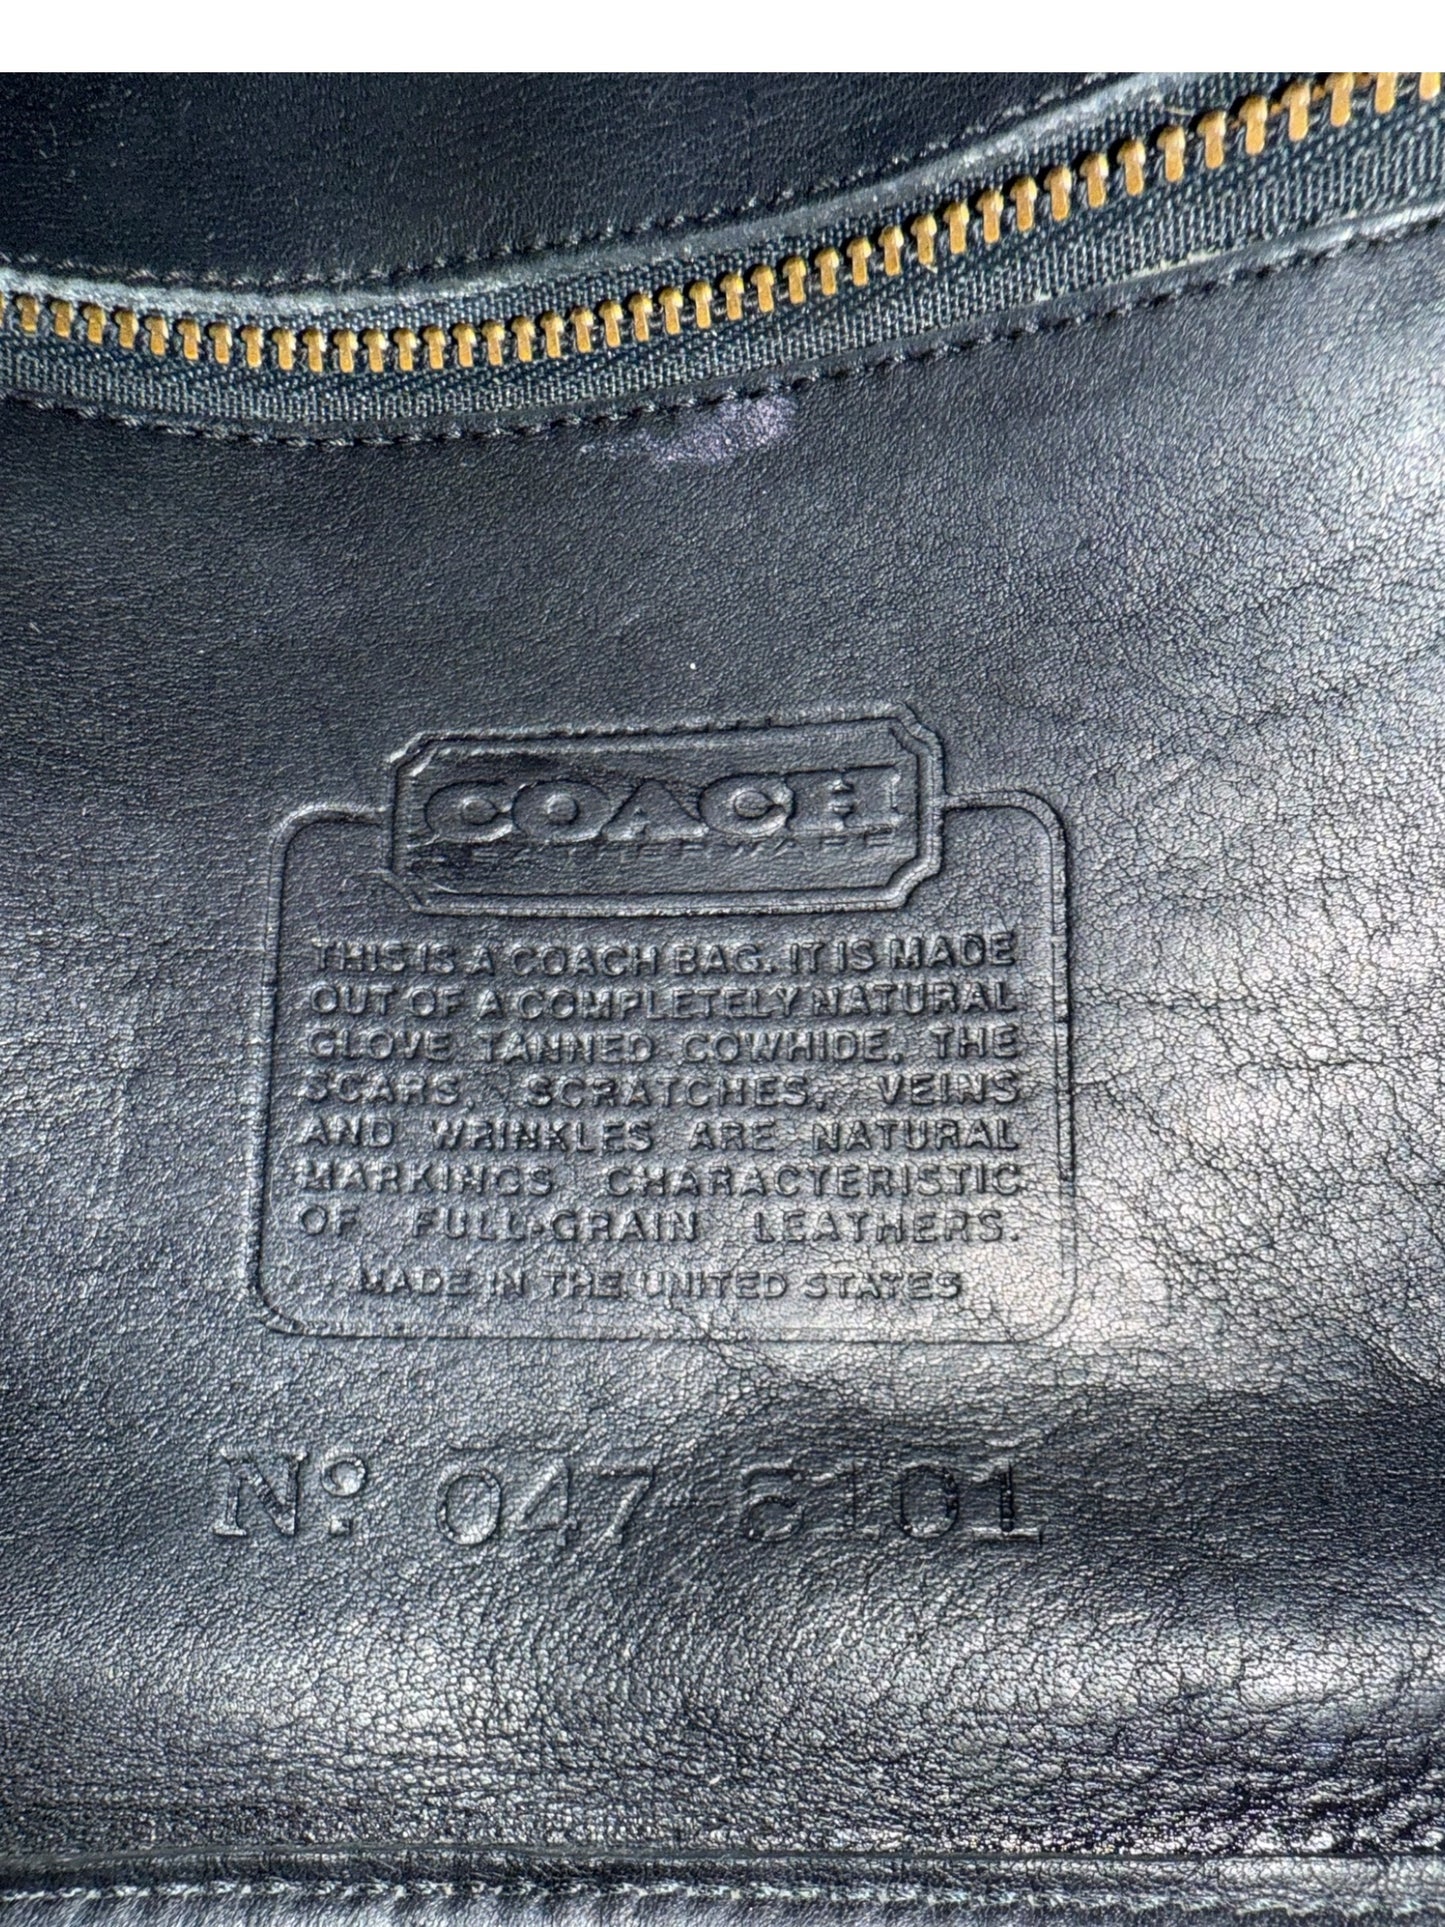 COACH
LEATHERWARE
THIS IS A COACH BAG. IT IS MADE
OUT OF A COMPLETELY NATURAL
GLOVE TANNED COWHIDE, THE
SCARS, SCRATCHES, VEINS
AND WRINKLES ARE NATURAL
MARKINGS CHARACTERISTIC
OF FULL-GRAIN LEATHERS.
MADE IN THE UNITED STATES
Nº 047